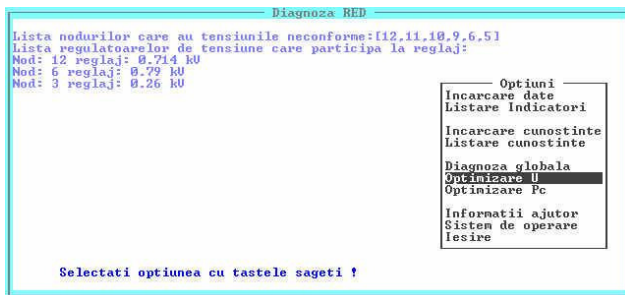 Diagnoza RED
Lista nodurilor care au tensiunile neconforme:[12,11,10,9,6,5]
Lista regulatoarelor de tensiune care participa la reglaj:
Nod: 12 reglaj: 0.714 kV
Nod: 6 reglaj: 0.79 kV
Nod: 3 reglaj: 0.26 kV
Optiuni
Incarcare date
Listare Indicatori
Incarcare cunostinte
Listare cunostinte
Diagnoza globala
Optimizare U
Optimizare Pc
Informatii ajutor
Sistem de operare
Iesire
Selectati optiunea cu tastele sageti !